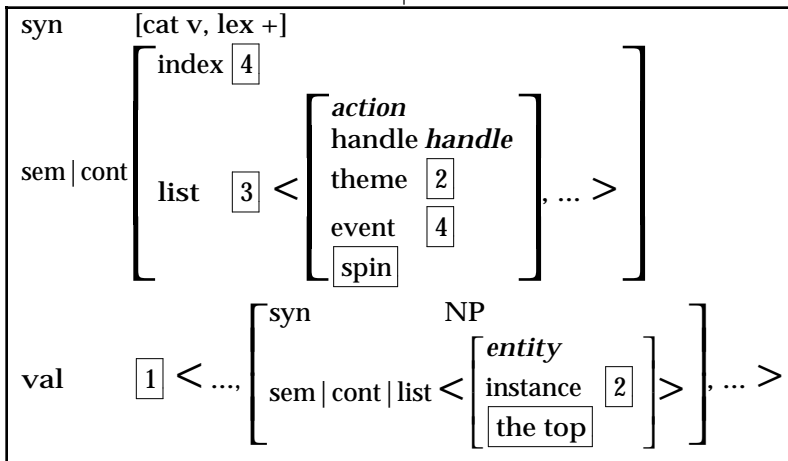 syn [cat v, lex +]
index 4
action
handle handle
sem | cont list 3 < theme 2 , ... >
event 4
spin
syn NP
entity
val 1 < ..., sem | cont | list < instance 2 > , ... >
the top